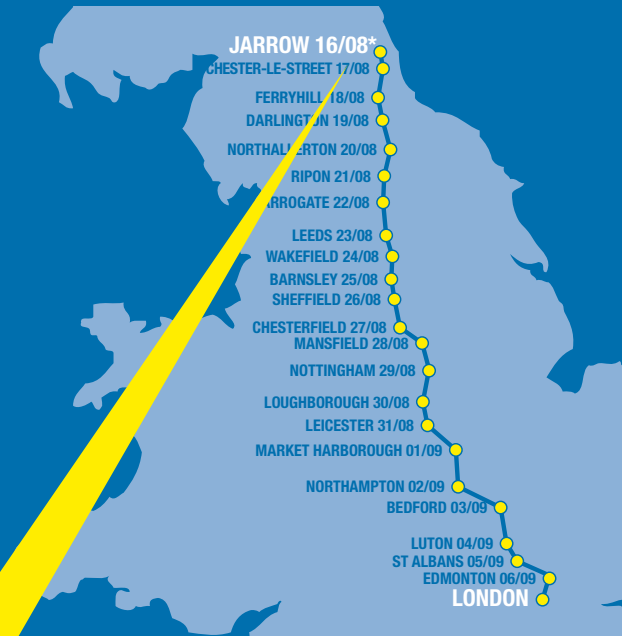 JARROW 16/08*
CHESTER-LE-STREET 17/08
FERRYHILL 18/08
DARLINGTON 19/08
NORTHALLERTON 20/08
RIPON 21/08
ARROGATE 22/08
LEEDS 23/08
WAKEFIELD 24/08
BARNSLEY 25/08
SHEFFIELD 26/08
CHESTERFIELD 27/08
MANSFIELD 28/08
NOTTINGHAM 29/08
LOUGHBOROUGH 30/08
LEICESTER 31/08
MARKET HARBOROUGH 01/09
NORTHAMPTON 02/09
BEDFORD 03/09
LUTON 04/09
ST ALBANS 05/09
EDMONTON 06/09
LONDON